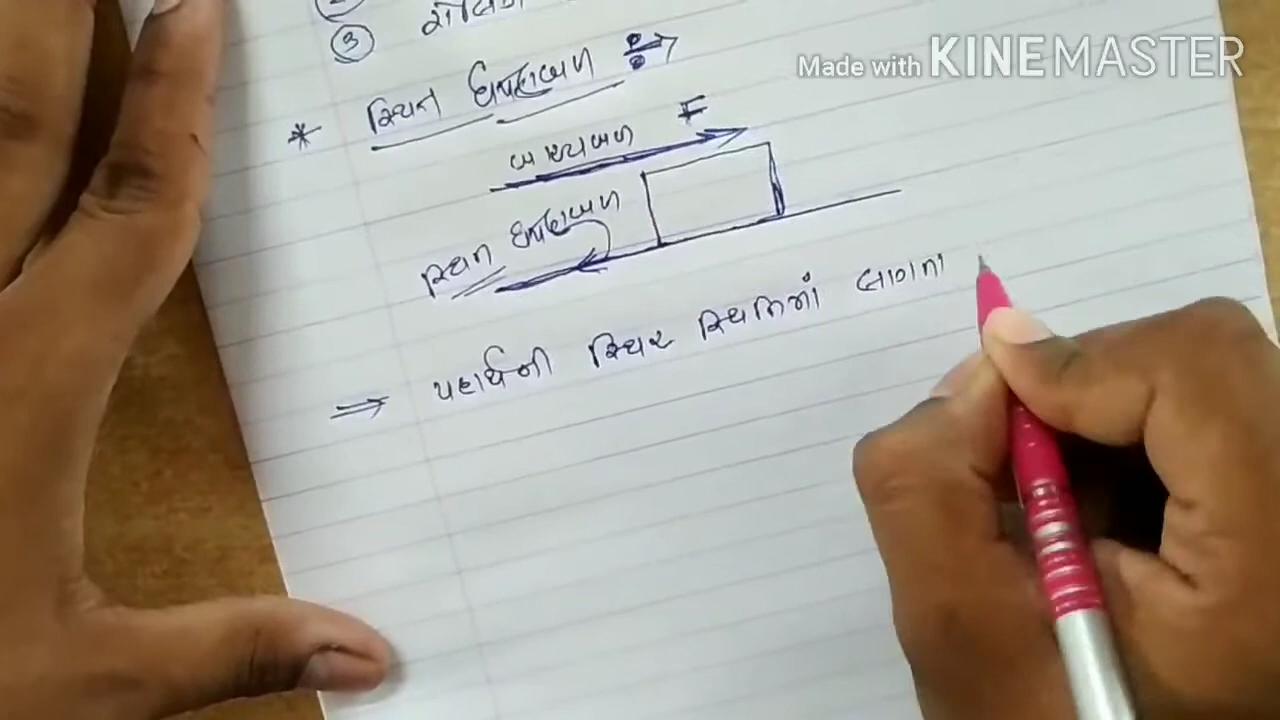 ③
Made with KINEMASTER
* સ્થિત ઘર્ષણબળ
બાહ્યબળ F
સ્થિત ઘર્ષણબળ
⇒ પદાર્થની સ્થિર સ્થિતિમાં લાગતા